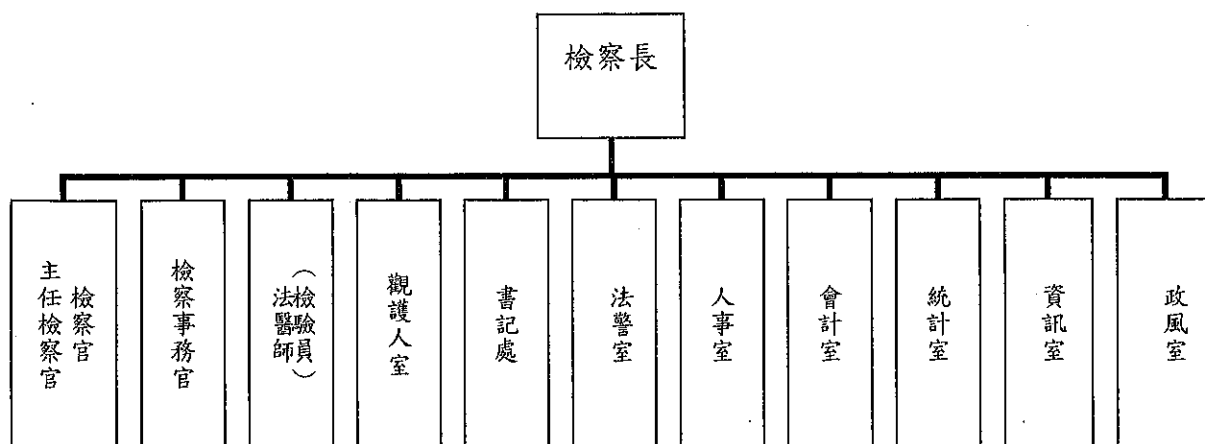 檢察長
檢察官
主任檢察官
檢察事務官
（檢驗員）
法醫師
觀護人室
書記處
法警室
人事室
會計室
統計室
資訊室
政風室